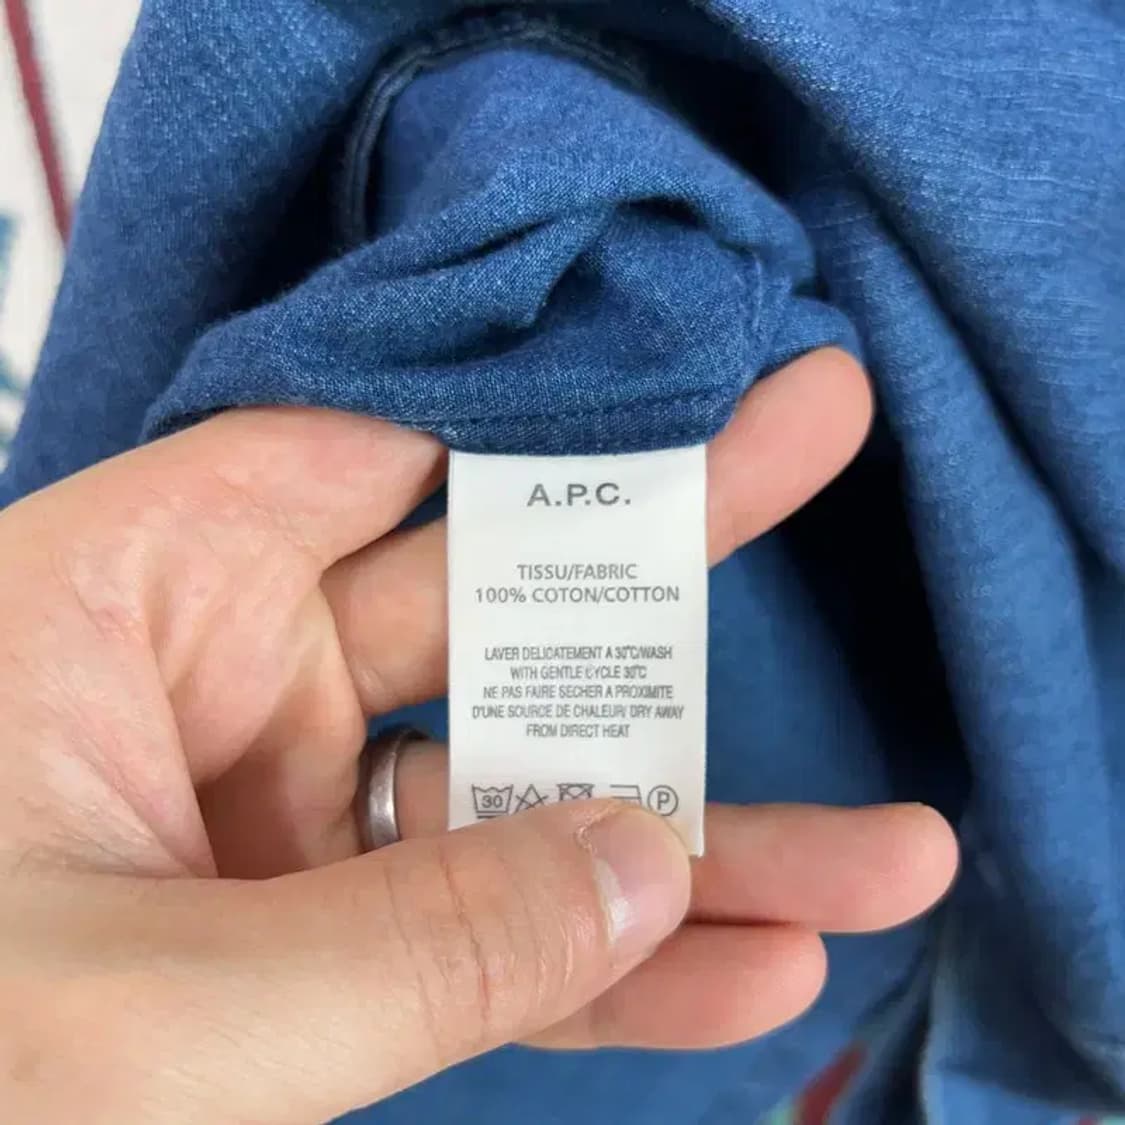 A.P.C.
TISSU/FABRIC
100% COTON/COTTON
LAVER DELICATEMENT A 30°C/WASH
WITH GENTLE CYCLE 30°C
NE PAS FAIRE SECHER A PROXIMITE
D'UNE SOURCE DE CHALEUR/ DRY AWAY
FROM DIRECT HEAT
30 P